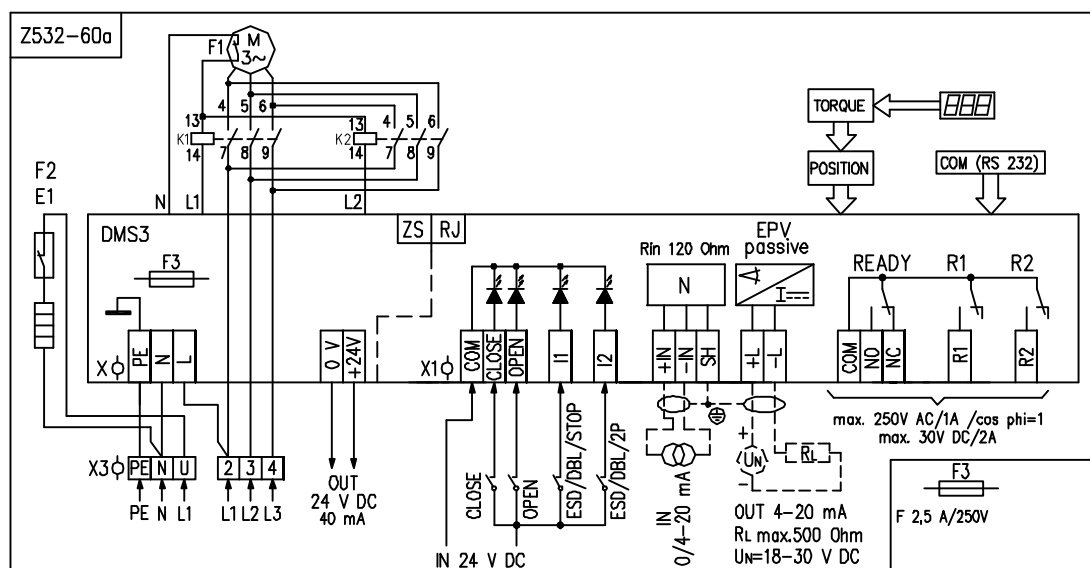 Z532-60a
F1
M
3~
4 5 6
13
K1
14
7 8 9
13
K2
14
4 5 6
7 8 9
TORQUE
POSITION
COM (RS 232)
F2
E1
N L1 L2
DMS3
ZS RJ
F3
Rin 120 Ohm
N
EPV
passive
I
READY R1 R2
X
PE N L
0 V
+24V
X1
COM
CLOSE
OPEN
I1
I2
+IN
-IN
SH
+L
-L
COM
NO
NC
R1
R2
max. 250V AC/1A /cos phi=1
max. 30V DC/2A
X3
PE N U
2 3 4
PE N L1
L1 L2 L3
OUT
24 V DC
40 mA
CLOSE
OPEN
ESD/DBL/STOP
ESD/DBL/2P
IN 24 V DC
IN
0/4-20 mA
+
UN
-
RL
OUT 4-20 mA
RL max.500 Ohm
UN=18-30 V DC
F3
F 2,5 A/250V